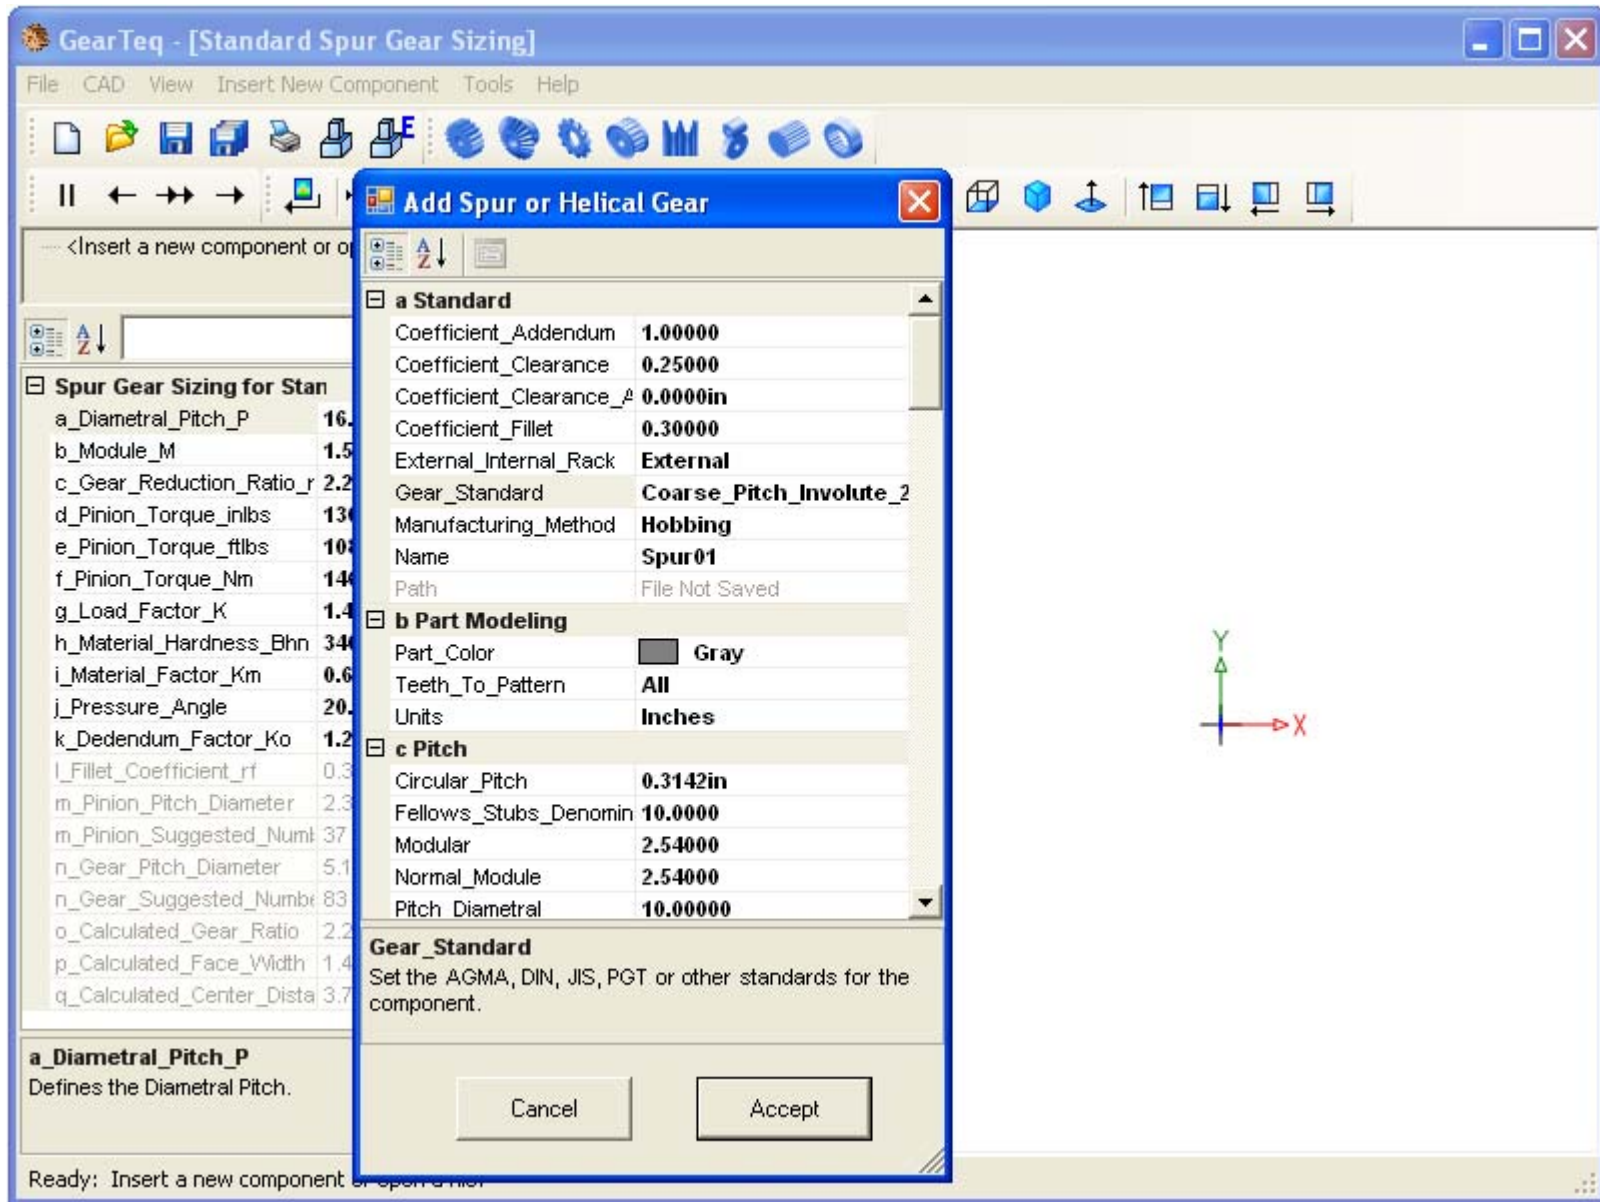 GearTeq - [Standard Spur Gear Sizing]
File CAD View Insert New Component Tools Help
E
<Insert a new component or op
A Z
Spur Gear Sizing for Stan
a_Diametral_Pitch_P 16.
b_Module_M 1.5
c_Gear_Reduction_Ratio_r 2.2
d_Pinion_Torque_inlbs
e_Pinion_Torque_ftlbs
f_Pinion_Torque_Nm
g_Load_Factor_K 1.4
h_Material_Hardness_Bhn
i_Material_Factor_Km 0.6
j_Pressure_Angle 20.
k_Dedendum_Factor_Ko 1.2
l_Fillet_Coefficient_rf 0.3
m_Pinion_Pitch_Diameter 2.3
m_Pinion_Suggested_Numb 37
n_Gear_Pitch_Diameter 5.1
n_Gear_Suggested_Numbe 83
o_Calculated_Gear_Ratio 2.2
p_Calculated_Face_Width 1.4
q_Calculated_Center_Dista 3.7
a_Diametral_Pitch_P
Defines the Diametral Pitch.
Ready: Insert a new component
Add Spur or Helical Gear
A Z
a Standard
Coefficient_Addendum 1.00000
Coefficient_Clearance 0.25000
Coefficient_Clearance_A 0.0000in
Coefficient_Fillet 0.30000
External_Internal_Rack External
Gear_Standard Coarse_Pitch_Involute_2
Manufacturing_Method Hobbing
Name Spur01
Path File Not Saved
b Part Modeling
Part_Color Gray
Teeth_To_Pattern All
Units Inches
c Pitch
Circular_Pitch 0.3142in
Fellows_Stubs_Denomin 10.0000
Modular 2.54000
Normal_Module 2.54000
Pitch_Diametral 10.00000
Gear_Standard
Set the AGMA, DIN, JIS, PGT or other standards for the
component.
Cancel Accept
Y
X